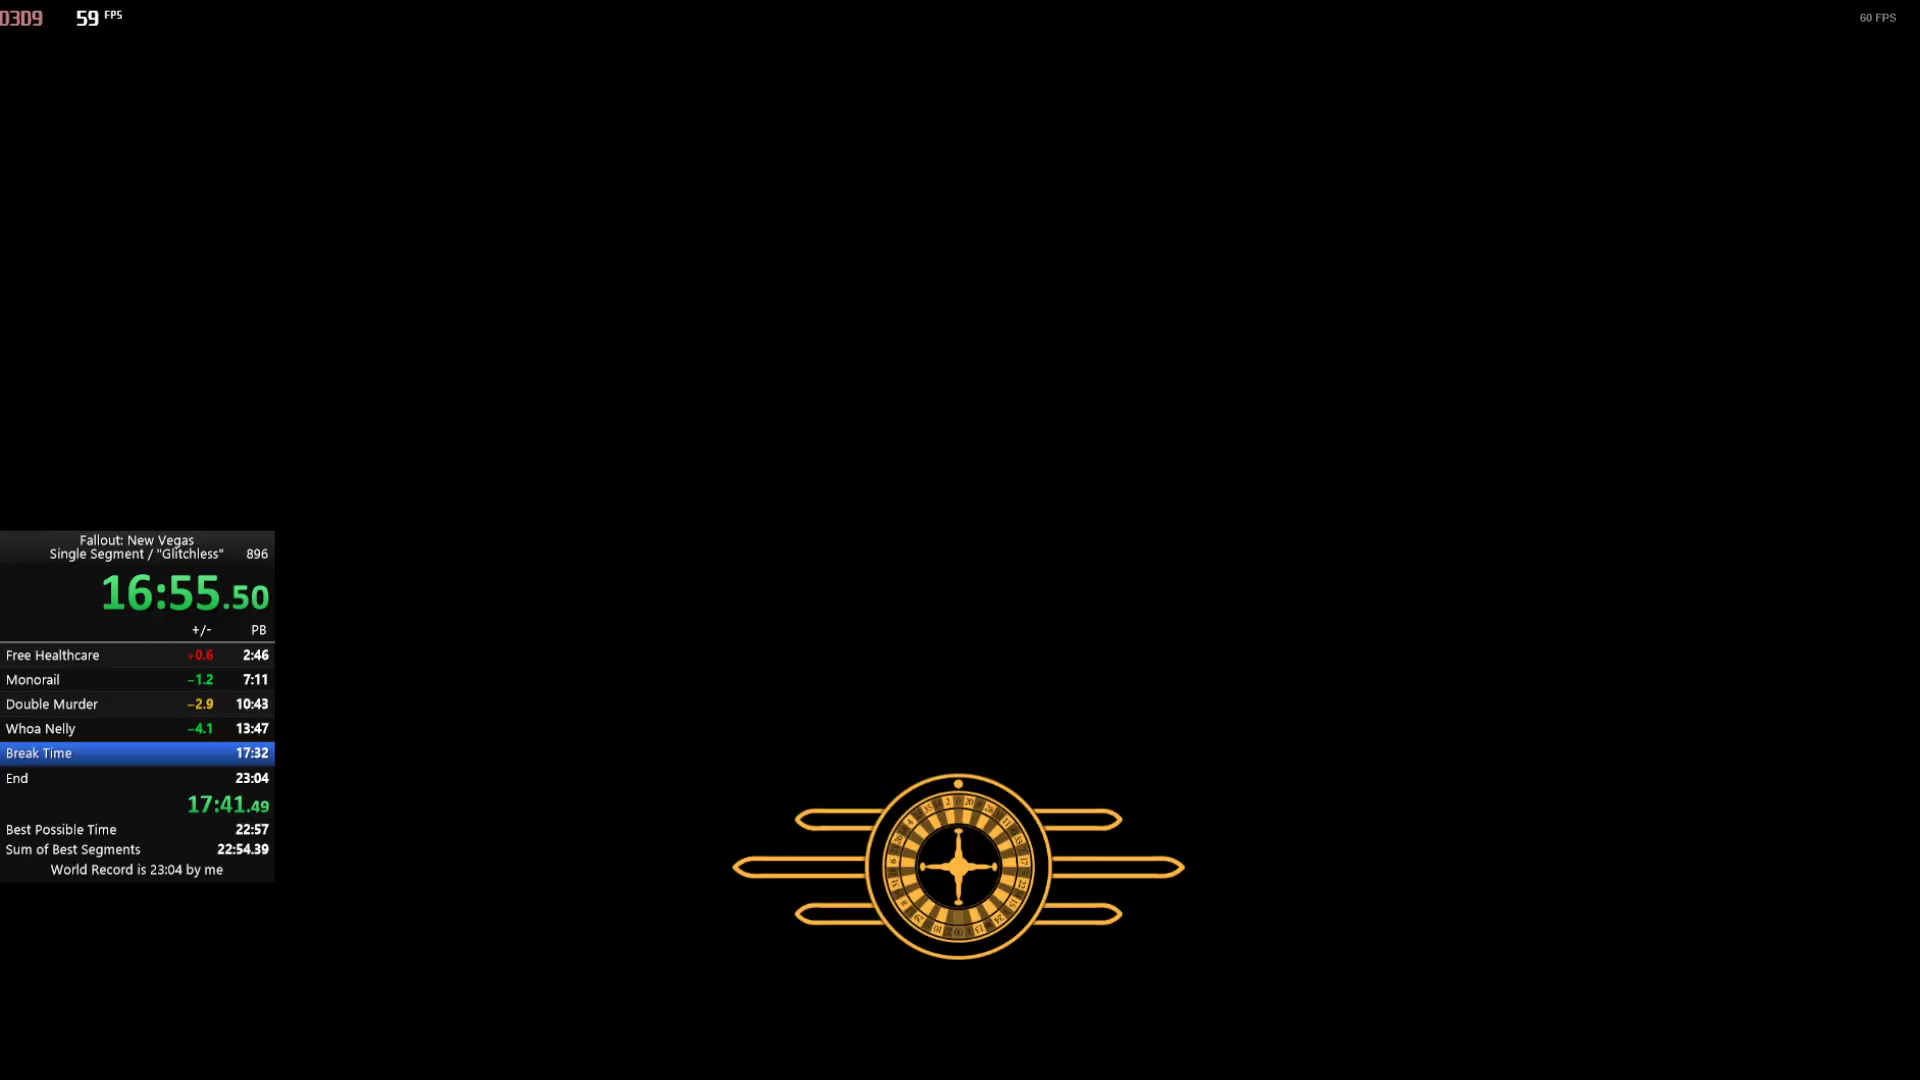 D3D9 59 FPS
60 FPS
Fallout: New Vegas
Single Segment / "Glitchless" 896
16:55.50
+/- PB
Free Healthcare +0.6 2:46
Monorail −1.2 7:11
Double Murder −2.9 10:43
Whoa Nelly −4.1 13:47
Break Time 17:32
End 23:04
17:41.49
Best Possible Time 22:57
Sum of Best Segments 22:54.39
World Record is 23:04 by me